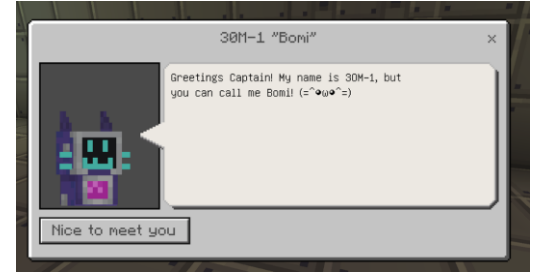 30M-1 "Bomi"
Greetings Captain! My name is 30M-1, but
you can call me Bomi! (=^◕ω◕^=)
Nice to meet you